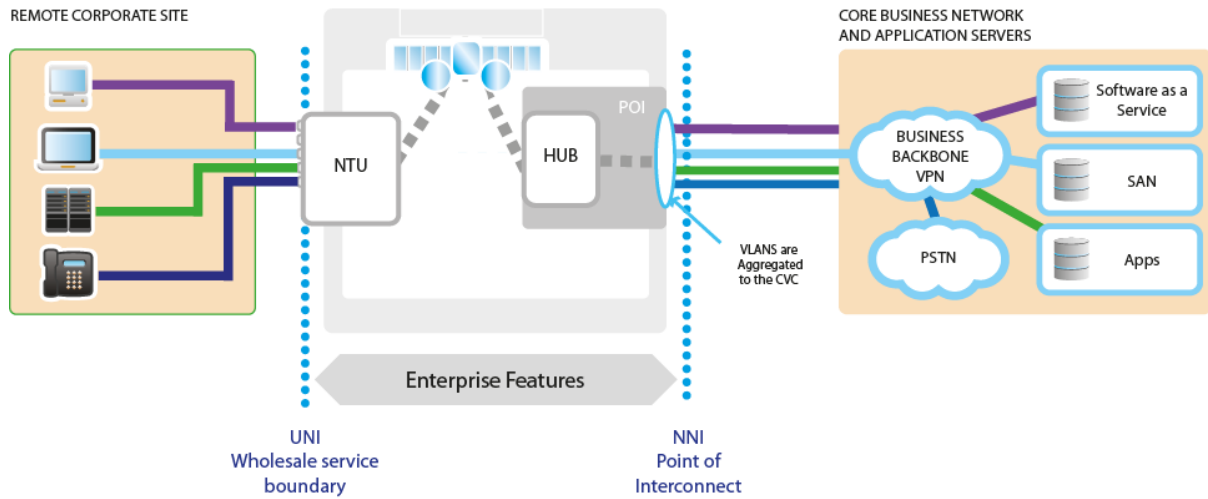 REMOTE CORPORATE SITE
CORE BUSINESS NETWORK
AND APPLICATION SERVERS
POI
NTU
HUB
BUSINESS
BACKBONE
VPN
PSTN
Software as a
Service
SAN
Apps
VLANS are
Aggregated
to the CVC
Enterprise Features
UNI
Wholesale service
boundary
NNI
Point of
Interconnect